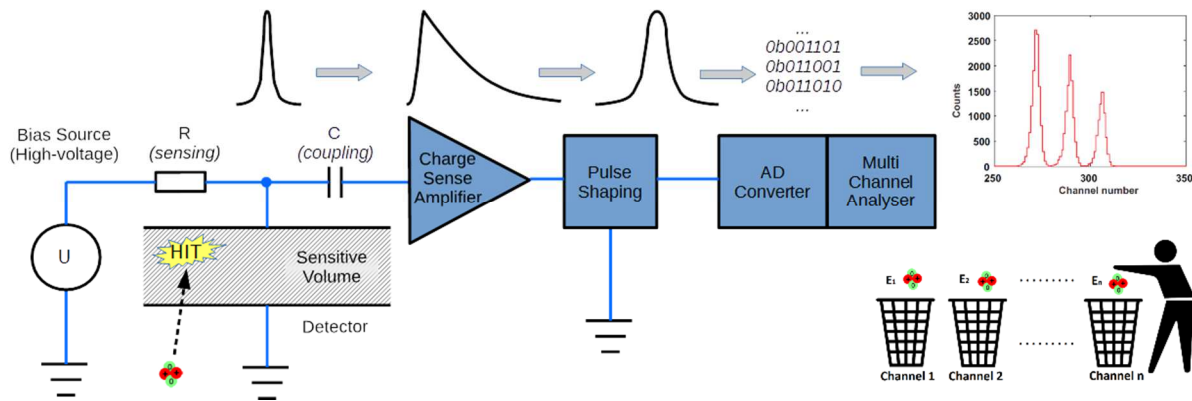 ...
0b001101
0b011001
0b011010
...
3000
2500
2000
1500
1000
500
0
250
300
350
Counts
Channel number
Bias Source
(High-voltage)
R
(sensing)
C
(coupling)
Charge
Sense
Amplifier
Pulse
Shaping
AD
Converter
Multi
Channel
Analyser
U
HIT
Sensitive
Volume
Detector
E1
E2
.........
En
.........
Channel 1
Channel 2
Channel n